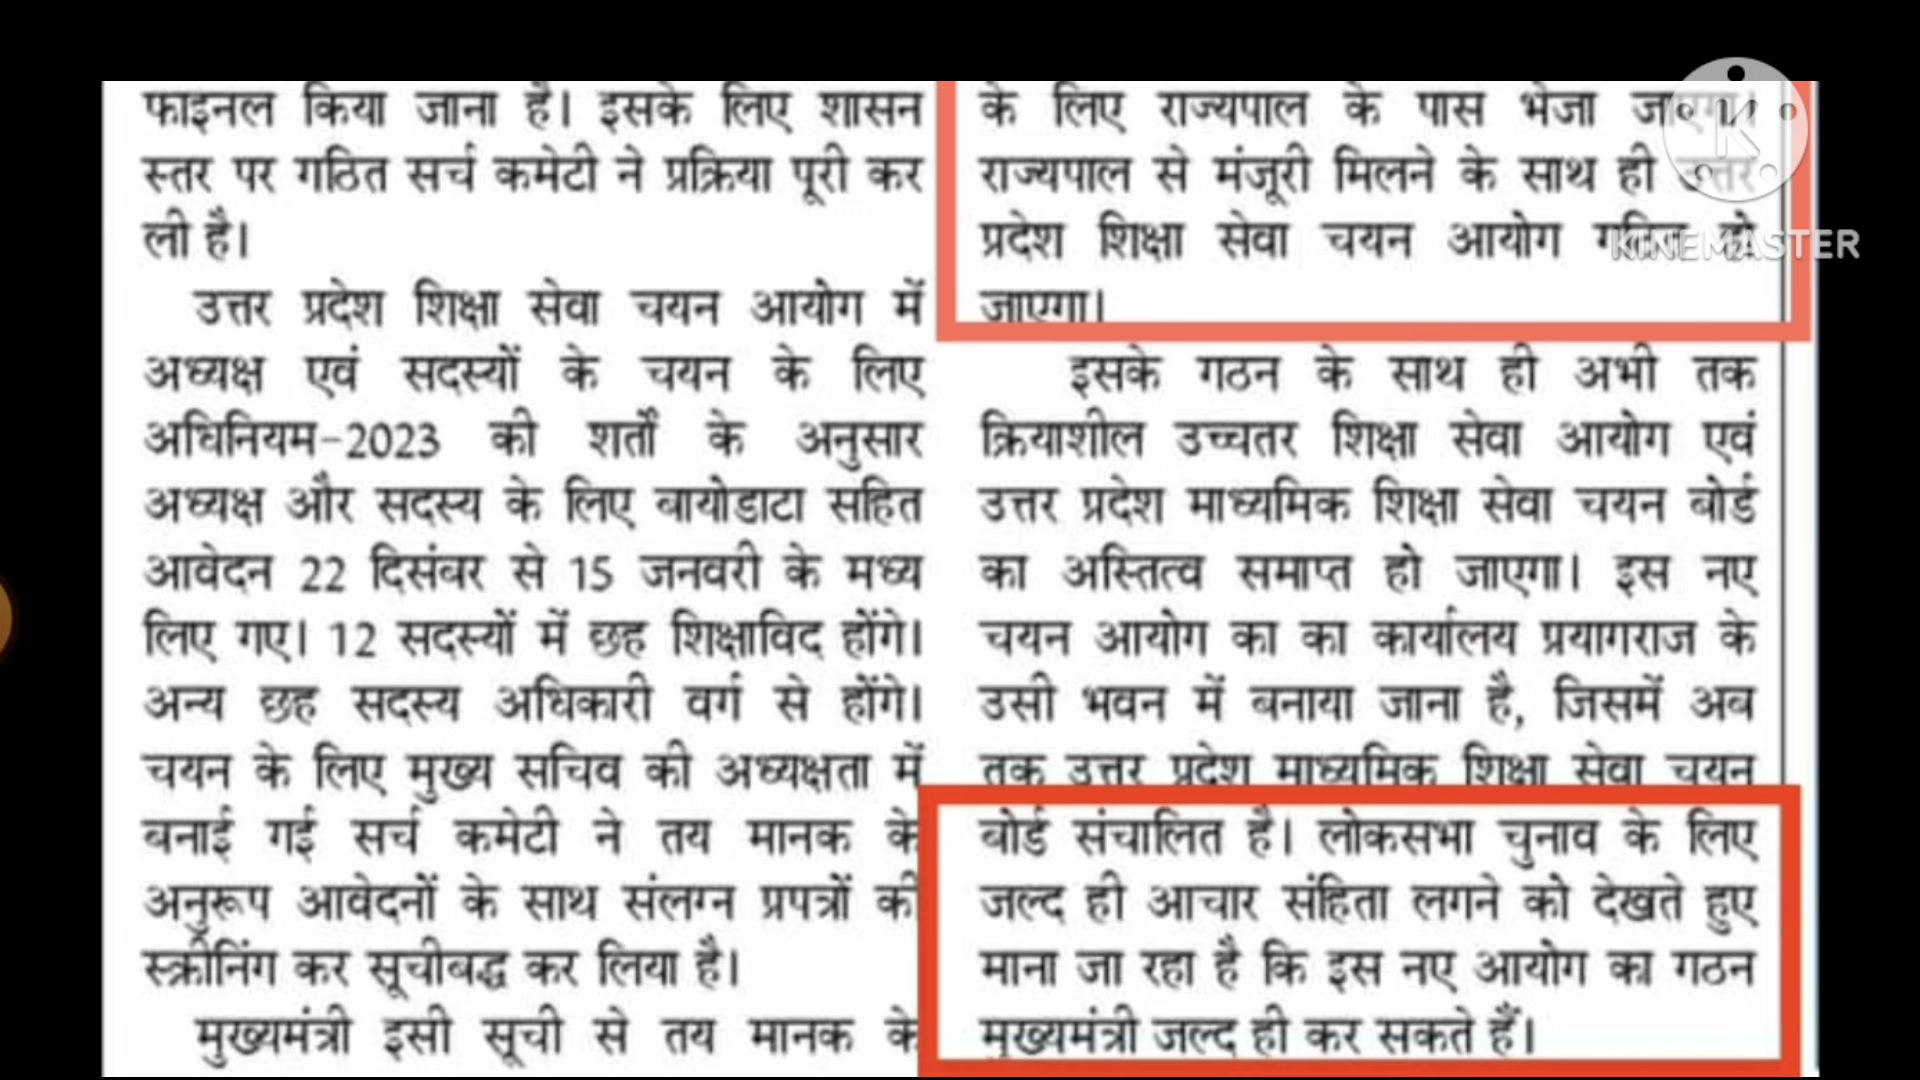 फाइनल किया जाना है। इसके लिए शासन
स्तर पर गठित सर्च कमेटी ने प्रक्रिया पूरी कर
ली है।
उत्तर प्रदेश शिक्षा सेवा चयन आयोग में
अध्यक्ष एवं सदस्यों के चयन के लिए
अधिनियम-2023 की शर्तों के अनुसार
अध्यक्ष और सदस्य के लिए बायोडाटा सहित
आवेदन 22 दिसंबर से 15 जनवरी के मध्य
लिए गए। 12 सदस्यों में छह शिक्षाविद होंगे।
अन्य छह सदस्य अधिकारी वर्ग से होंगे।
चयन के लिए मुख्य सचिव की अध्यक्षता में
बनाई गई सर्च कमेटी ने तय मानक के
अनुरूप आवेदनों के साथ संलग्न प्रपत्रों की
स्क्रीनिंग कर सूचीबद्ध कर लिया है।
मुख्यमंत्री इसी सूची से तय मानक के
के लिए राज्यपाल के पास भेजा जाएगा।
राज्यपाल से मंजूरी मिलने के साथ ही उत्तर
प्रदेश शिक्षा सेवा चयन आयोग गठित हो
जाएगा।
इसके गठन के साथ ही अभी तक
क्रियाशील उच्चतर शिक्षा सेवा आयोग एवं
उत्तर प्रदेश माध्यमिक शिक्षा सेवा चयन बोर्ड
का अस्तित्व समाप्त हो जाएगा। इस नए
चयन आयोग का का कार्यालय प्रयागराज के
उसी भवन में बनाया जाना है, जिसमें अब
तक उत्तर प्रदेश माध्यमिक शिक्षा सेवा चयन
बोर्ड संचालित है। लोकसभा चुनाव के लिए
जल्द ही आचार संहिता लगने को देखते हुए
माना जा रहा है कि इस नए आयोग का गठन
मुख्यमंत्री जल्द ही कर सकते हैं।
K
KINEMASTER